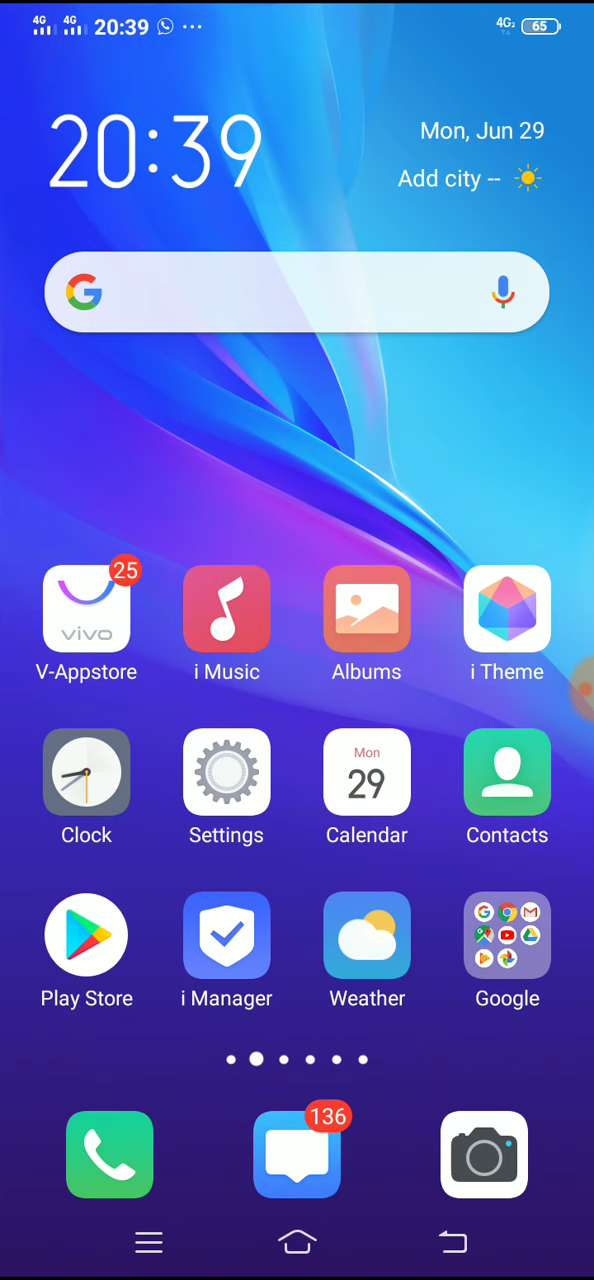 4G 4G 20:39 4G2 65
20:39
Mon, Jun 29
Add city --
25
vivo
V-Appstore i Music Albums i Theme
Mon
29
Clock Settings Calendar Contacts
Play Store i Manager Weather Google
136